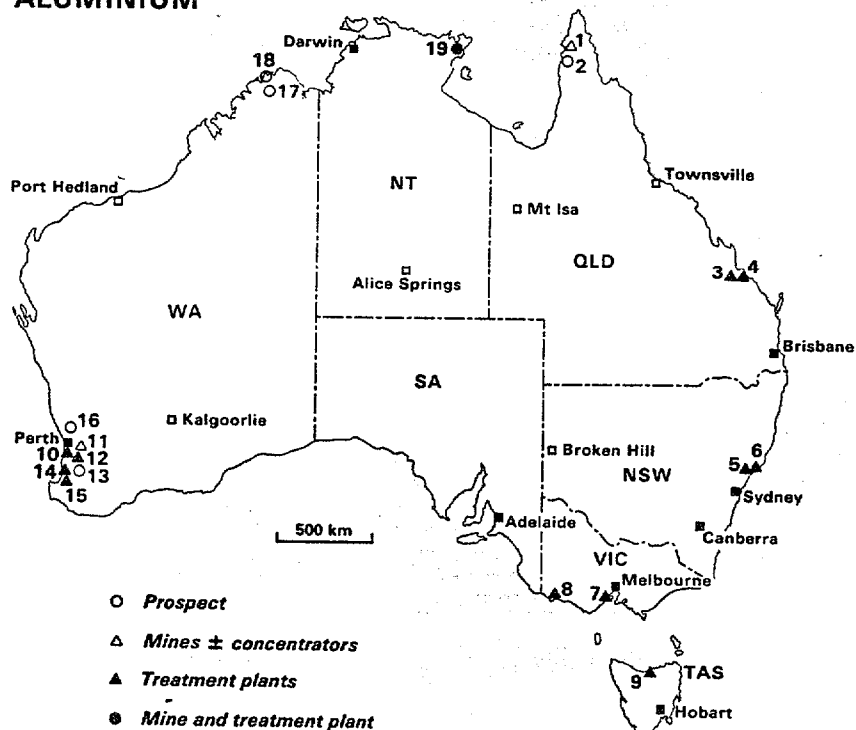 ALUMINIUM
Darwin
19
1
2
18
17
Port Hedland
NT
Townsville
Mt Isa
QLD
3
4
Alice Springs
WA
Brisbane
SA
16
Kalgoorlie
Perth
11
10
12
14
13
15
Broken Hill
NSW
5
6
Sydney
500 km
Adelaide
Canberra
VIC
Melbourne
8
7
Prospect
Mines ± concentrators
Treatment plants
Mine and treatment plant
9
TAS
Hobart